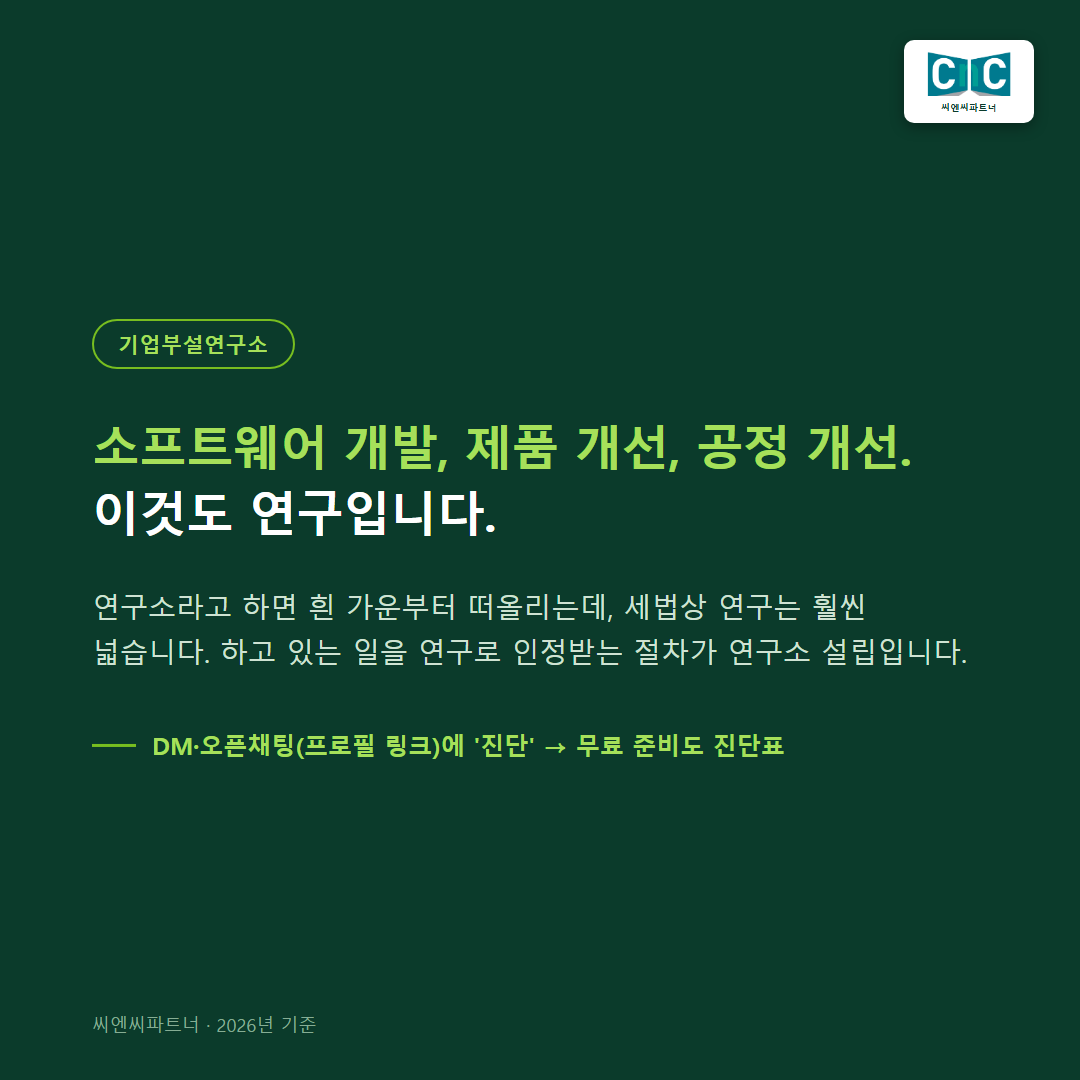 CnC
씨엔씨파트너
기업부설연구소
소프트웨어 개발, 제품 개선, 공정 개선.
이것도 연구입니다.
연구소라고 하면 흰 가운부터 떠올리는데, 세법상 연구는 훨씬
넓습니다. 하고 있는 일을 연구로 인정받는 절차가 연구소 설립입니다.
DM·오픈채팅(프로필 링크)에 '진단' → 무료 준비도 진단표
씨엔씨파트너 · 2026년 기준